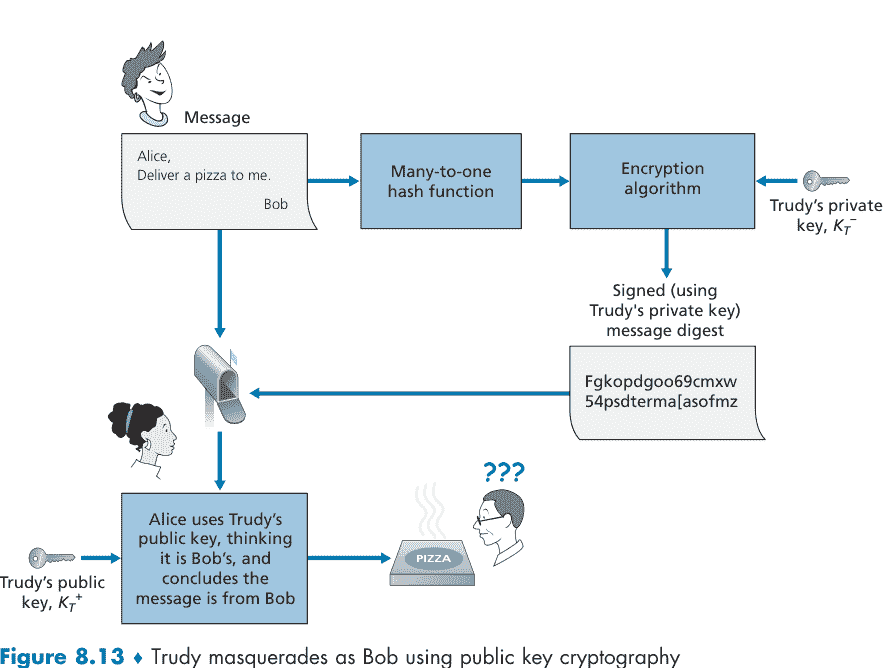 Message
Alice,
Deliver a pizza to me.
Bob
Many-to-one
hash function
Encryption
algorithm
Trudy’s private
key, K_T^−
Signed (using
Trudy's private key)
message digest
Fgkopdgoo69cmxw
54psdterma[asofmz
???
Alice uses Trudy’s
public key, thinking
it is Bob’s, and
concludes the
message is from Bob
PIZZA
Trudy’s public
key, K_T^+
Figure 8.13 ♦ Trudy masquerades as Bob using public key cryptography